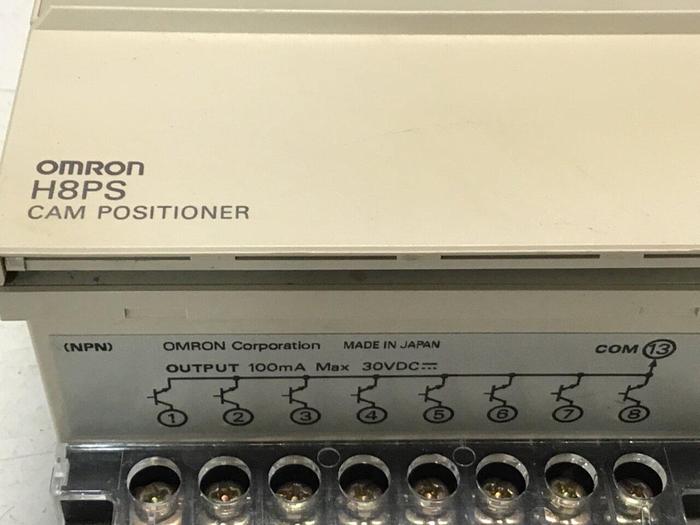 OMRON
H8PS
CAM POSITIONER
(NPN) OMRON Corporation MADE IN JAPAN
OUTPUT 100mA Max 30VDC⎓
COM 13
1 2 3 4 5 6 7 8